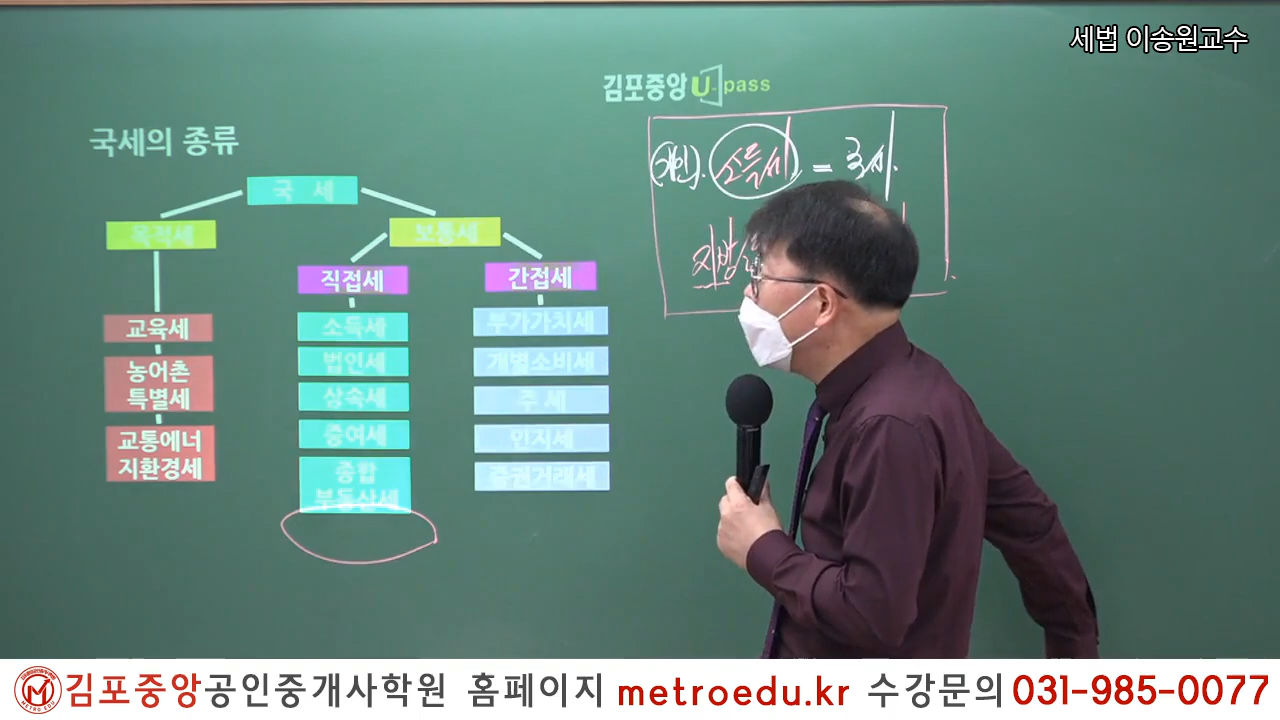 세법 이송원교수
김포중앙 U-pass
국세의 종류
국 세
목적세
보통세
직접세
간접세
교육세
농어촌
특별세
교통에너
지환경세
소득세
법인세
상속세
증여세
종합
부동산세
부가가치세
개별소비세
주 세
인지세
증권거래세
(개인). 소득세 = 국세.
지방
METRO EDU
김포중앙공인중개사학원 홈페이지 metroedu.kr 수강문의 031-985-0077